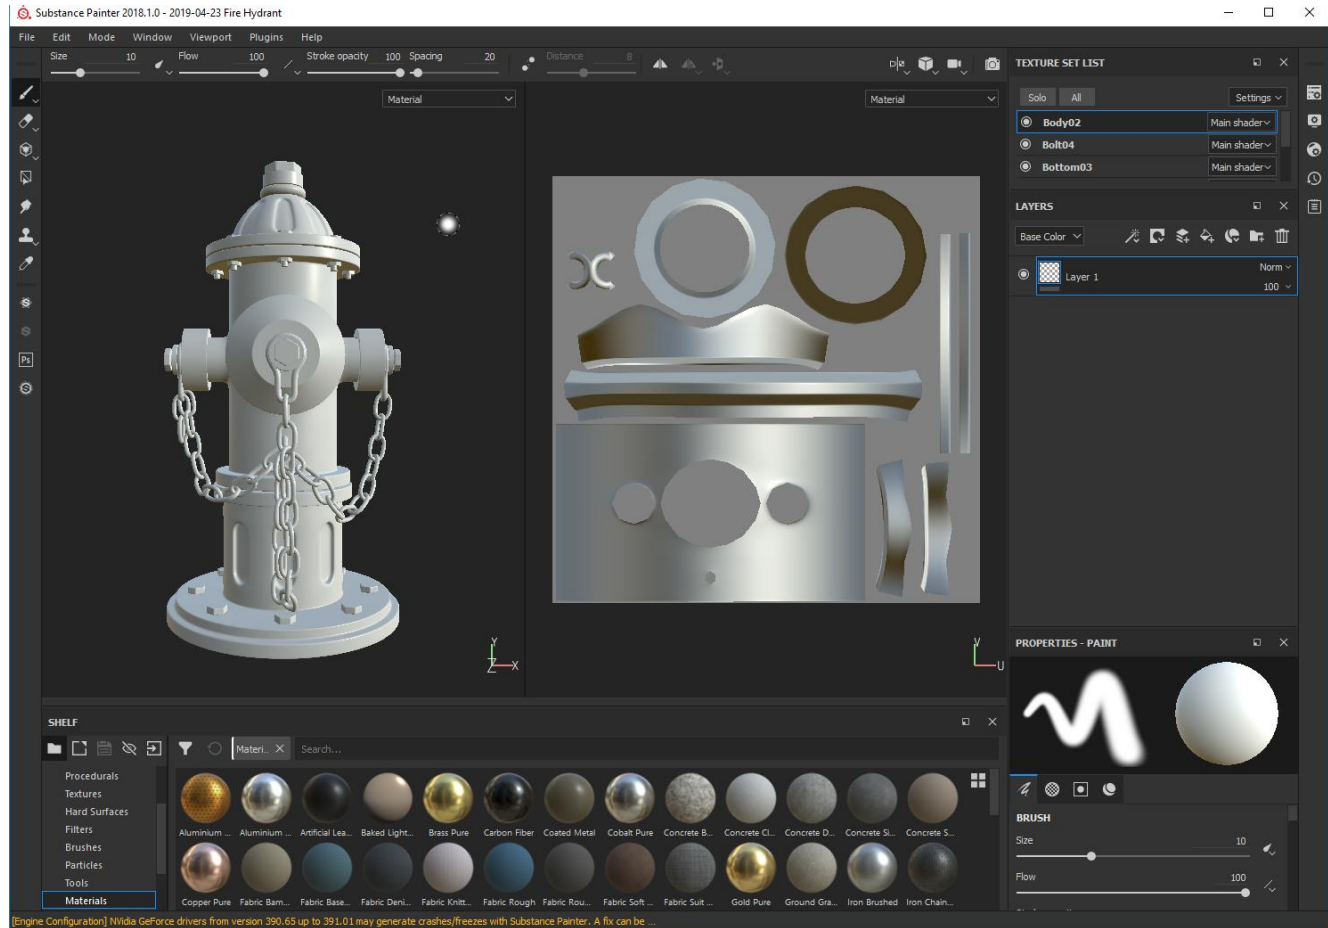 Substance Painter 2018.1.0 - 2019-04-23 Fire Hydrant
File Edit Mode Window Viewport Plugins Help
Size 10 Flow 100 Stroke opacity 100 Spacing 20 Distance 8
Material
Material
Y
Z X
V
U
TEXTURE SET LIST
Solo All Settings
Body02 Main shader
Bolt04 Main shader
Bottom03 Main shader
LAYERS
Base Color
Layer 1 Norm
100
Ps
PROPERTIES - PAINT
BRUSH
Size 10
Flow 100
SHELF
Materi... Search...
Procedurals
Textures
Hard Surfaces
Filters
Brushes
Particles
Tools
Materials
Aluminium ... Aluminium ... Artificial Lea... Baked Light... Brass Pure Carbon Fiber Coated Metal Cobalt Pure Concrete B... Concrete Cl... Concrete D... Concrete Si... Concrete S...
Copper Pure Fabric Bam... Fabric Base... Fabric Deni... Fabric Knitt... Fabric Rough Fabric Rou... Fabric Soft ... Fabric Suit ... Gold Pure Ground Gra... Iron Brushed Iron Chain...
[Engine Configuration] NVidia GeForce drivers from version 390.65 up to 391.01 may generate crashes/freezes with Substance Painter. A fix can be ...